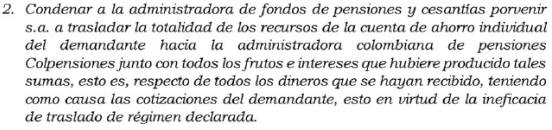 2. Condenar a la administradora de fondos de pensiones y cesantías porvenir
s.a. a trasladar la totalidad de los recursos de la cuenta de ahorro individual
del demandante hacia la administradora colombiana de pensiones
Colpensiones junto con todos los frutos e intereses que hubiere producido tales
sumas, esto es, respecto de todos los dineros que se hayan recibido, teniendo
como causa las cotizaciones del demandante, esto en virtud de la ineficacia
de traslado de régimen declarada.